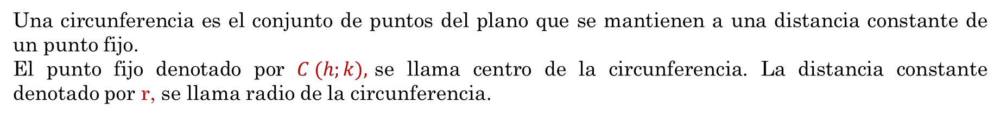 Una circunferencia es el conjunto de puntos del plano que se mantienen a una distancia constante de
un punto fijo.
El punto fijo denotado por C (h; k), se llama centro de la circunferencia. La distancia constante
denotado por r, se llama radio de la circunferencia.